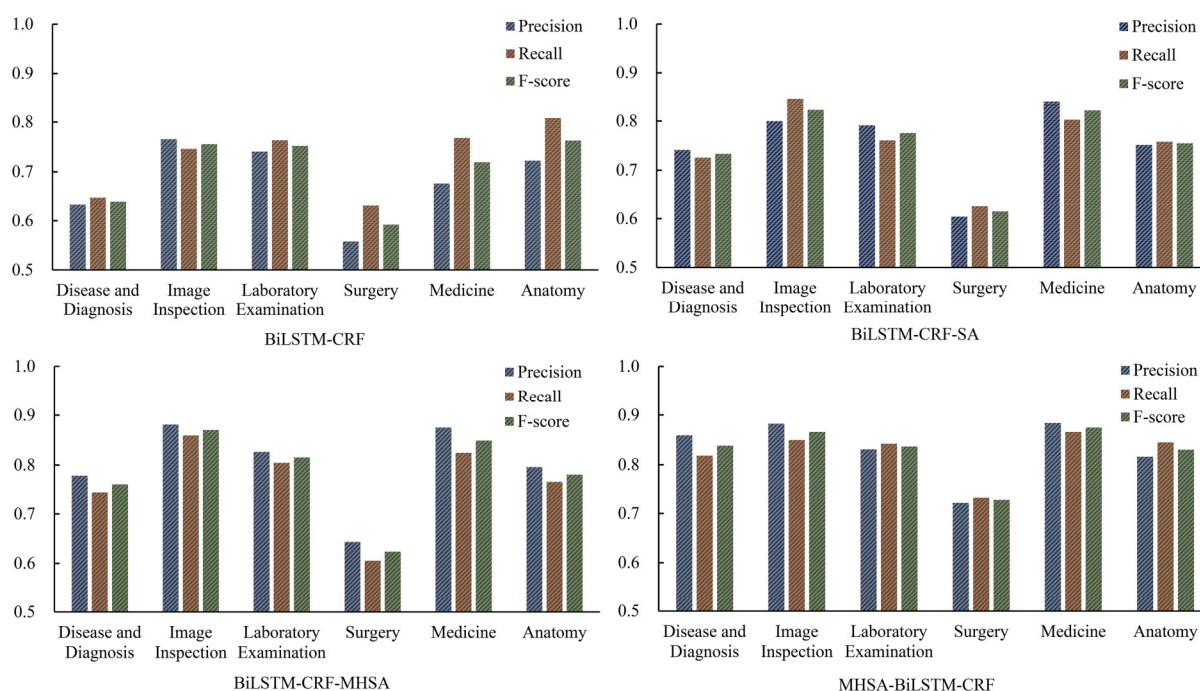 1.0
0.9
0.8
0.7
0.6
0.5
Precision
Recall
F-score
Disease and
Diagnosis
Image
Inspection
Laboratory
Examination
Surgery
Medicine
Anatomy
BiLSTM-CRF
1.0
0.9
0.8
0.7
0.6
0.5
Precision
Recall
F-score
Disease and
Diagnosis
Image
Inspection
Laboratory
Examination
Surgery
Medicine
Anatomy
BiLSTM-CRF-SA
1.0
0.9
0.8
0.7
0.6
0.5
Precision
Recall
F-score
Disease and
Diagnosis
Image
Inspection
Laboratory
Examination
Surgery
Medicine
Anatomy
BiLSTM-CRF-MHSA
1.0
0.9
0.8
0.7
0.6
0.5
Precision
Recall
F-score
Disease and
Diagnosis
Image
Inspection
Laboratory
Examination
Surgery
Medicine
Anatomy
MHSA-BiLSTM-CRF